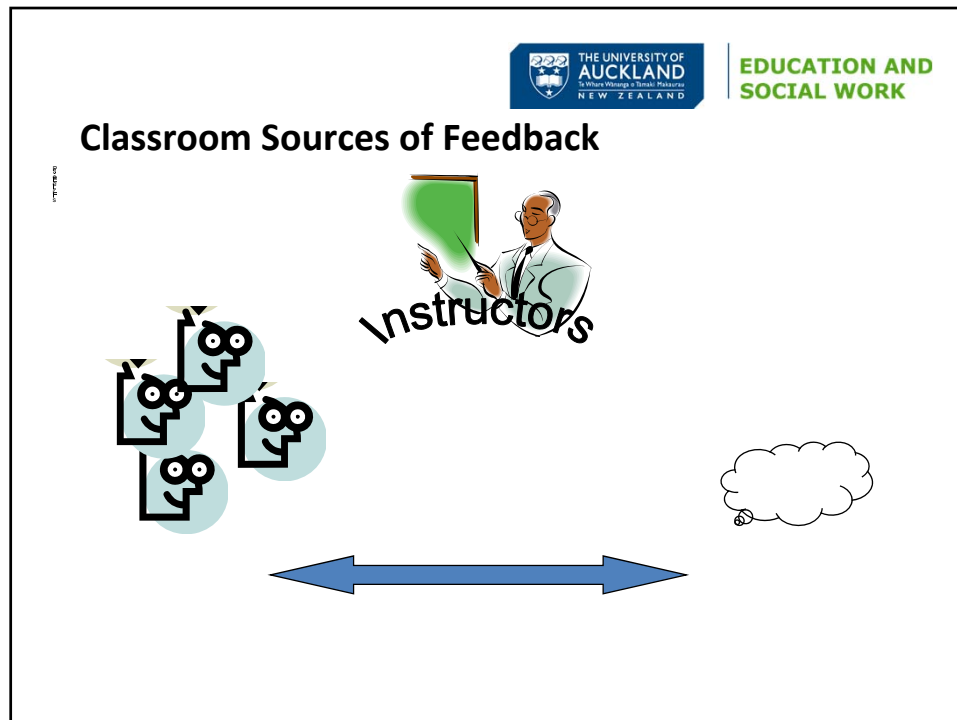 THE UNIVERSITY OF
AUCKLAND
Te Whare Wānanga o Tāmaki Makaurau
NEW ZEALAND
EDUCATION AND
SOCIAL WORK
Classroom Sources of Feedback
Instructors